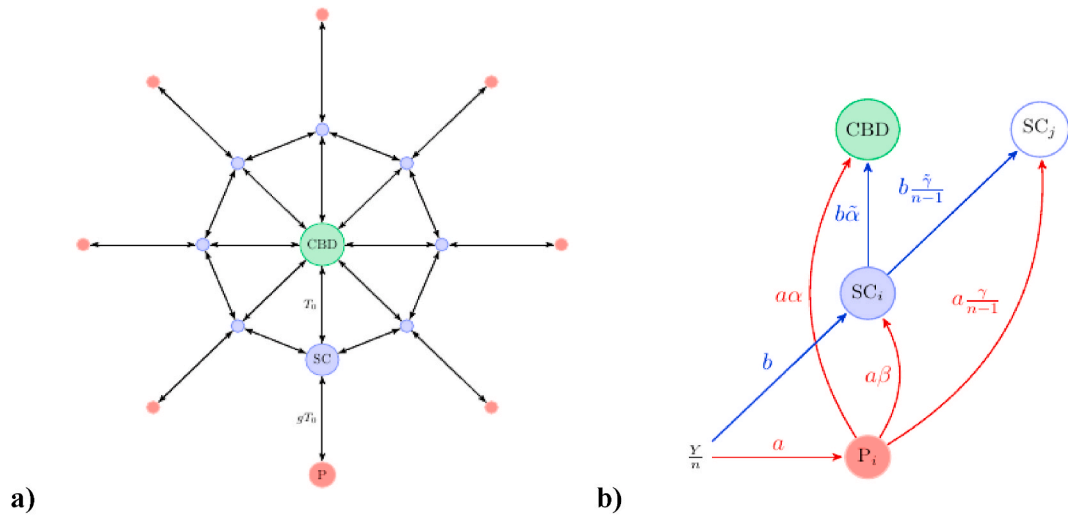 CBD
T₀
SC
gT₀
P
a)
CBD
SCⱼ
bα̃
b γ̃/(n−1)
SCᵢ
aα
a γ/(n−1)
b
aβ
Y/n
a
Pᵢ
b)